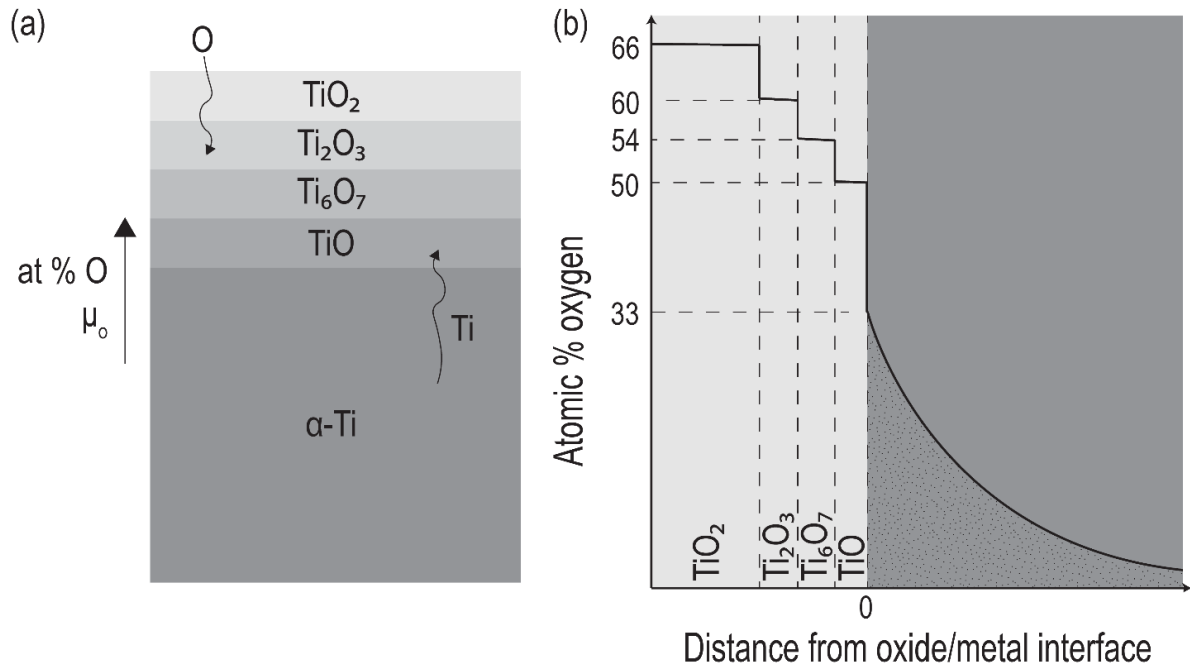 (a)
O
TiO₂
Ti₂O₃
Ti₆O₇
TiO
at % O
μₒ
Ti
α-Ti
(b)
66
60
54
50
33
Atomic % oxygen
TiO₂
Ti₂O₃
Ti₆O₇
TiO
0
Distance from oxide/metal interface